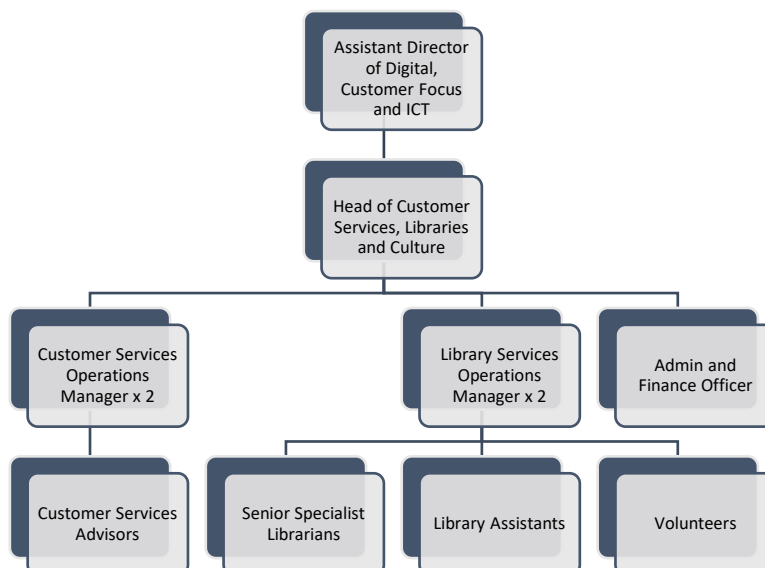 Assistant Director
of Digital,
Customer Focus
and ICT
Head of Customer
Services, Libraries
and Culture
Customer Services
Operations
Manager x 2
Library Services
Operations
Manager x 2
Admin and
Finance Officer
Customer Services
Advisors
Senior Specialist
Librarians
Library Assistants
Volunteers